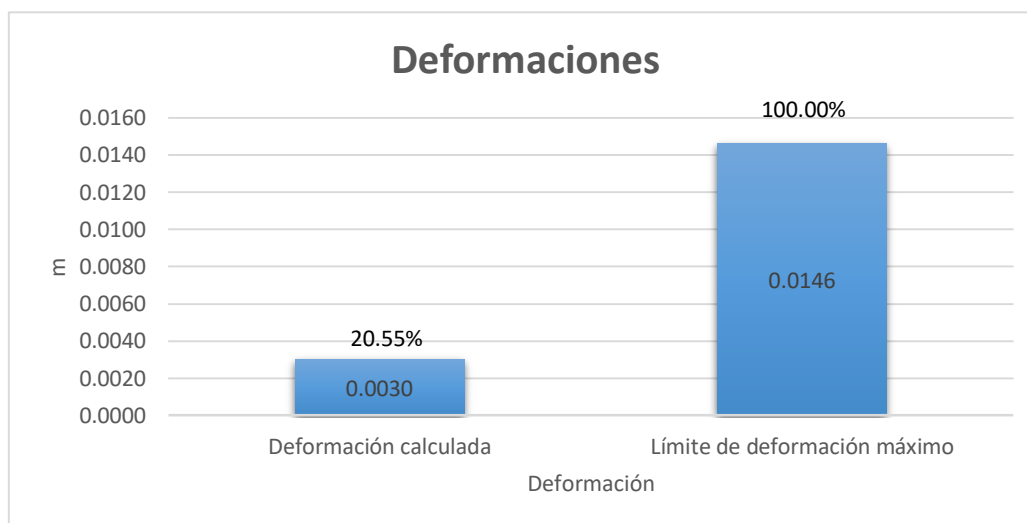 Deformaciones
0.0160
0.0140
0.0120
0.0100
0.0080
0.0060
0.0040
0.0020
0.0000
m
20.55%
0.0030
100.00%
0.0146
Deformación calculada
Límite de deformación máximo
Deformación